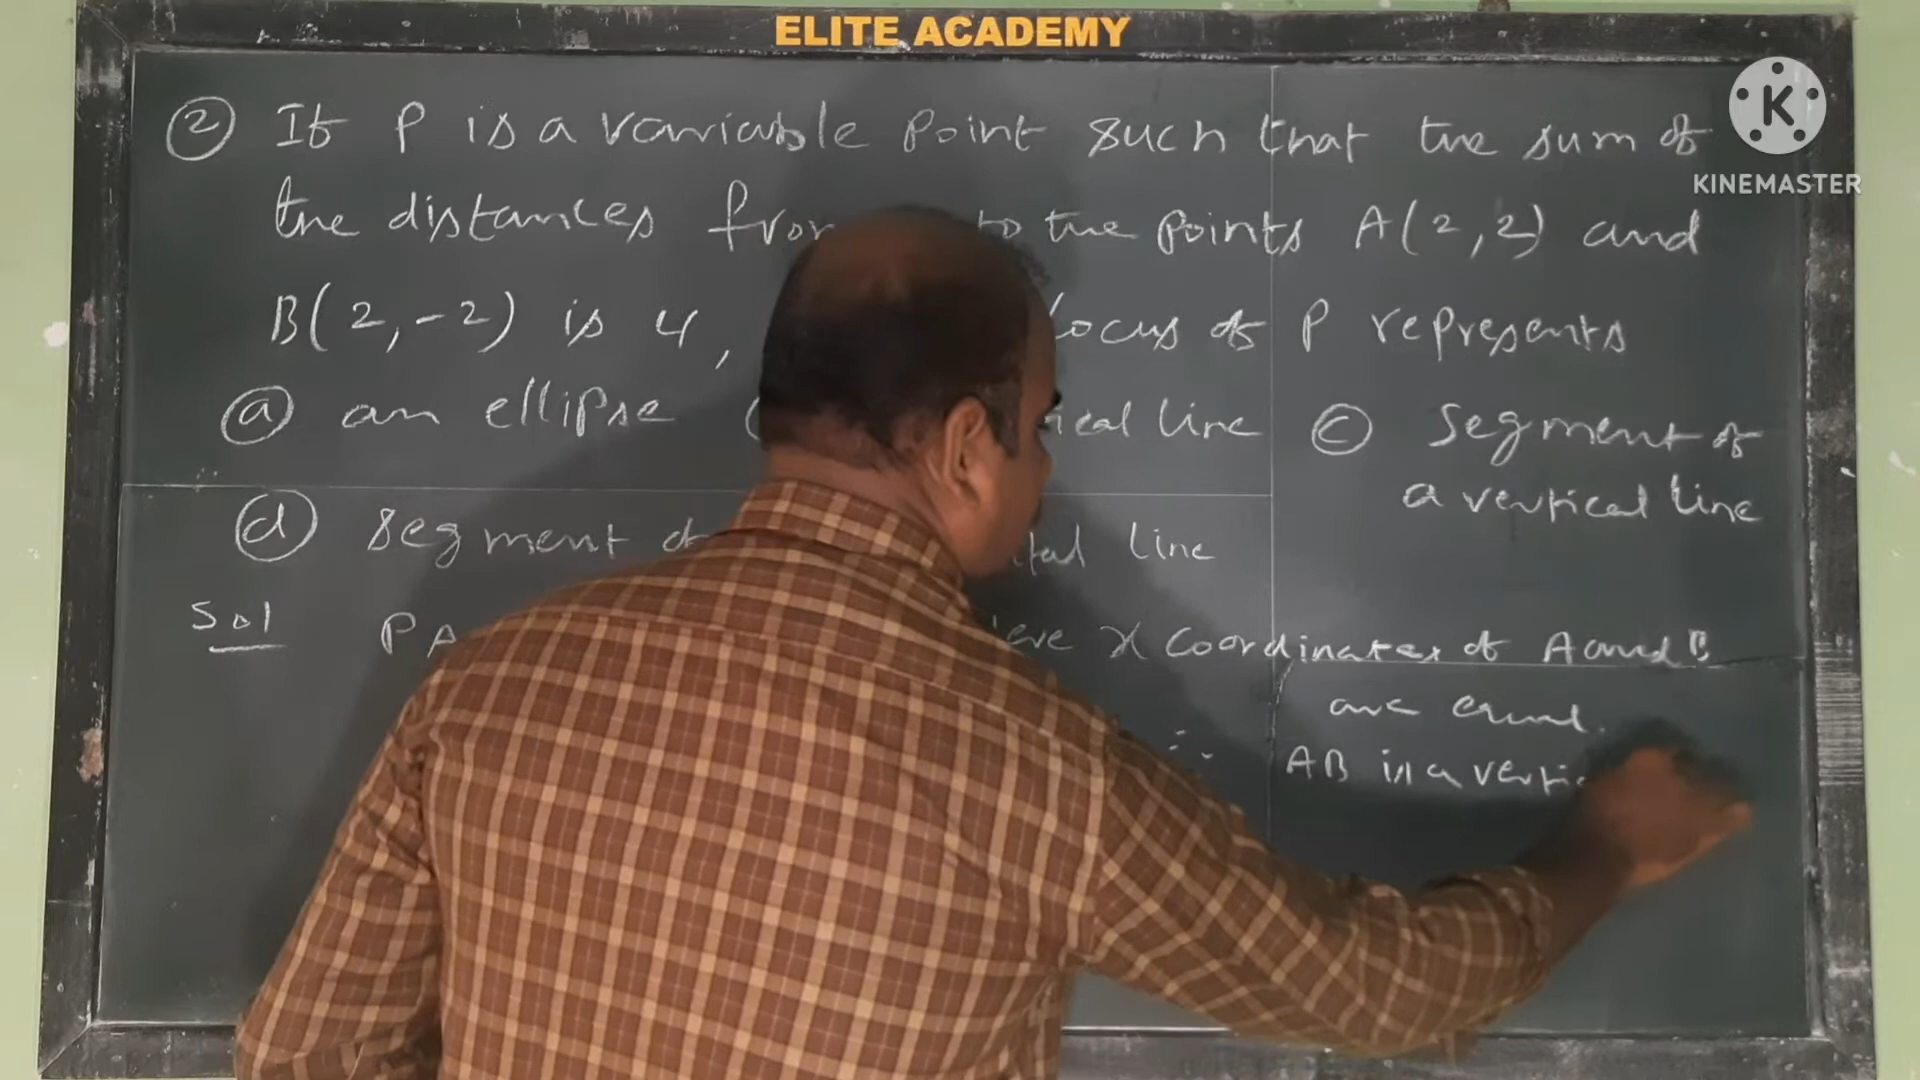 ELITE ACADEMY
K
KINEMASTER
② If P is a variable point such that the sum of
the distances from to the points A(2,2) and
B(2,-2) is 4, locus of P represents
ⓐ an ellipse line ⓒ segment of
a vertical line
ⓓ segment of line
Sol PA x coordinates of A and B
are equal.
∴ AB is a